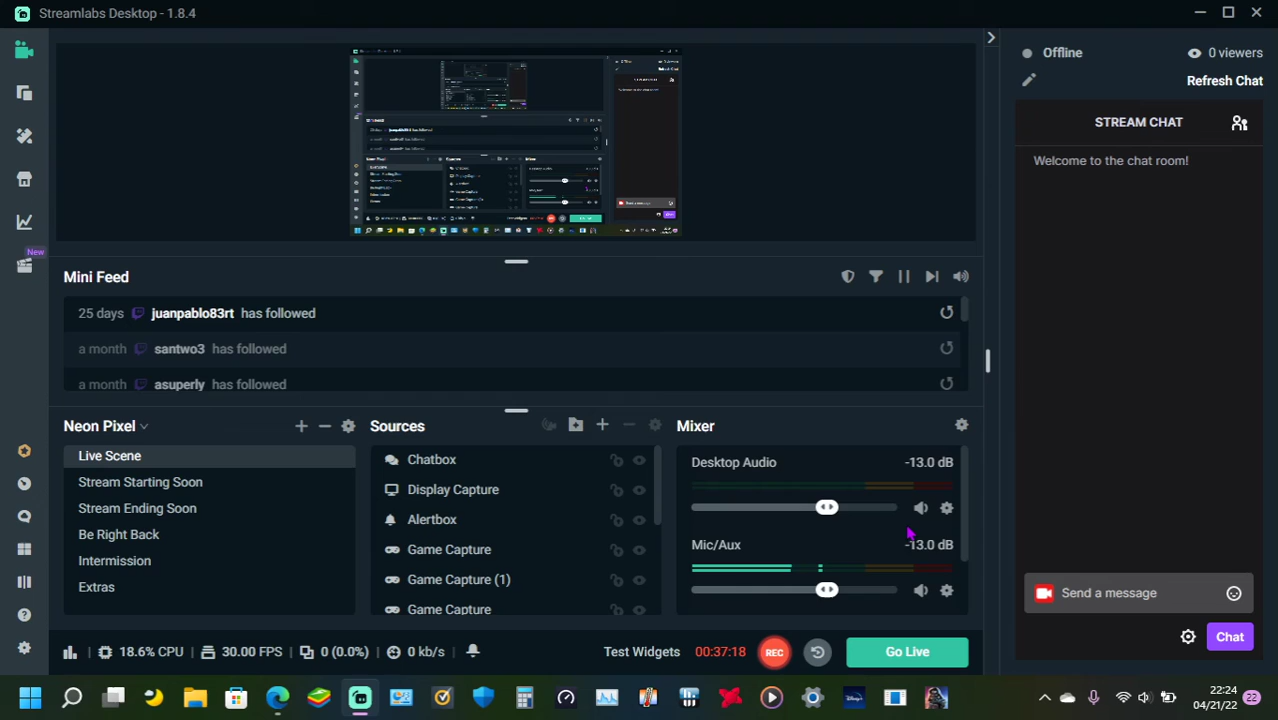 Streamlabs Desktop - 1.8.4
Offline
0 viewers
Refresh Chat
STREAM CHAT
Welcome to the chat room!
New
Mini Feed
25 days juanpablo83rt has followed
a month santwo3 has followed
a month asuperly has followed
Neon Pixel
Live Scene
Stream Starting Soon
Stream Ending Soon
Be Right Back
Intermission
Extras
Sources
Chatbox
Display Capture
Alertbox
Game Capture
Game Capture (1)
Game Capture
Mixer
Desktop Audio -13.0 dB
Mic/Aux -13.0 dB
Send a message
Chat
18.6% CPU 30.00 FPS 0 (0.0%) 0 kb/s Test Widgets 00:37:18 REC Go Live
22:24
04/21/22
22